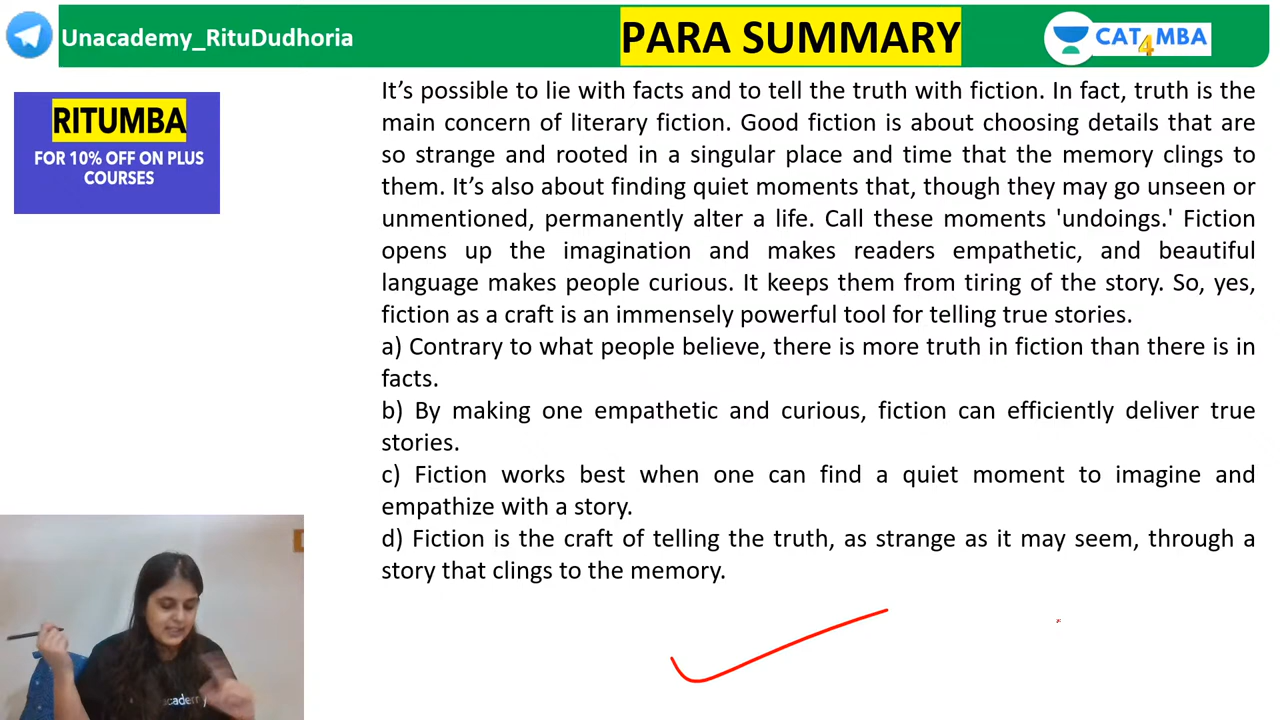 Unacademy_RituDudhoria
PARA SUMMARY
CAT4MBA
RITUMBA
FOR 10% OFF ON PLUS
COURSES
It’s possible to lie with facts and to tell the truth with fiction. In fact, truth is the
main concern of literary fiction. Good fiction is about choosing details that are
so strange and rooted in a singular place and time that the memory clings to
them. It’s also about finding quiet moments that, though they may go unseen or
unmentioned, permanently alter a life. Call these moments 'undoings.' Fiction
opens up the imagination and makes readers empathetic, and beautiful
language makes people curious. It keeps them from tiring of the story. So, yes,
fiction as a craft is an immensely powerful tool for telling true stories.
a) Contrary to what people believe, there is more truth in fiction than there is in
facts.
b) By making one empathetic and curious, fiction can efficiently deliver true
stories.
c) Fiction works best when one can find a quiet moment to imagine and
empathize with a story.
d) Fiction is the craft of telling the truth, as strange as it may seem, through a
story that clings to the memory.